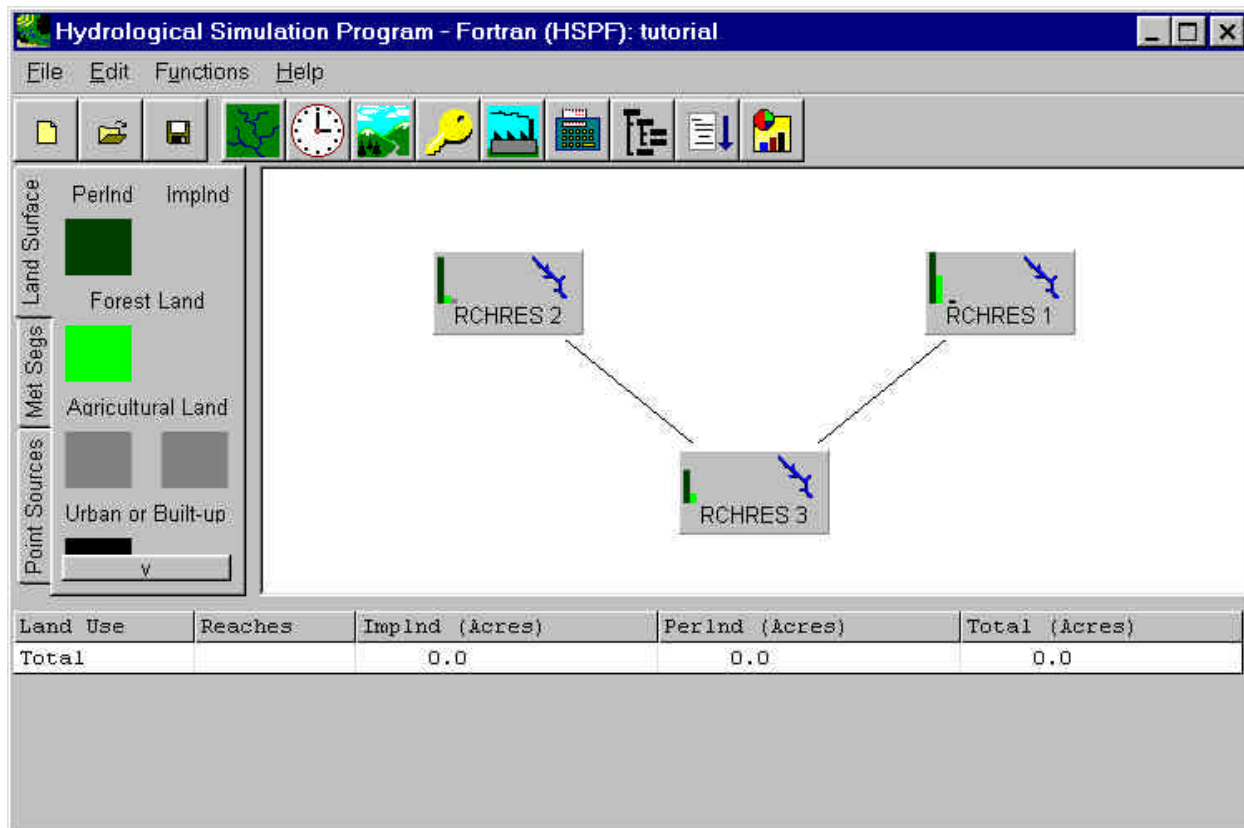 Hydrological Simulation Program - Fortran (HSPF): tutorial
File Edit Functions Help
Land Surface
Met Segs
Point Sources
PerInd ImpInd
Forest Land
Agricultural Land
Urban or Built-up
v
RCHRES 2
RCHRES 1
RCHRES 3
Land Use Reaches ImpInd (Acres) PerInd (Acres) Total (Acres)
Total 0.0 0.0 0.0